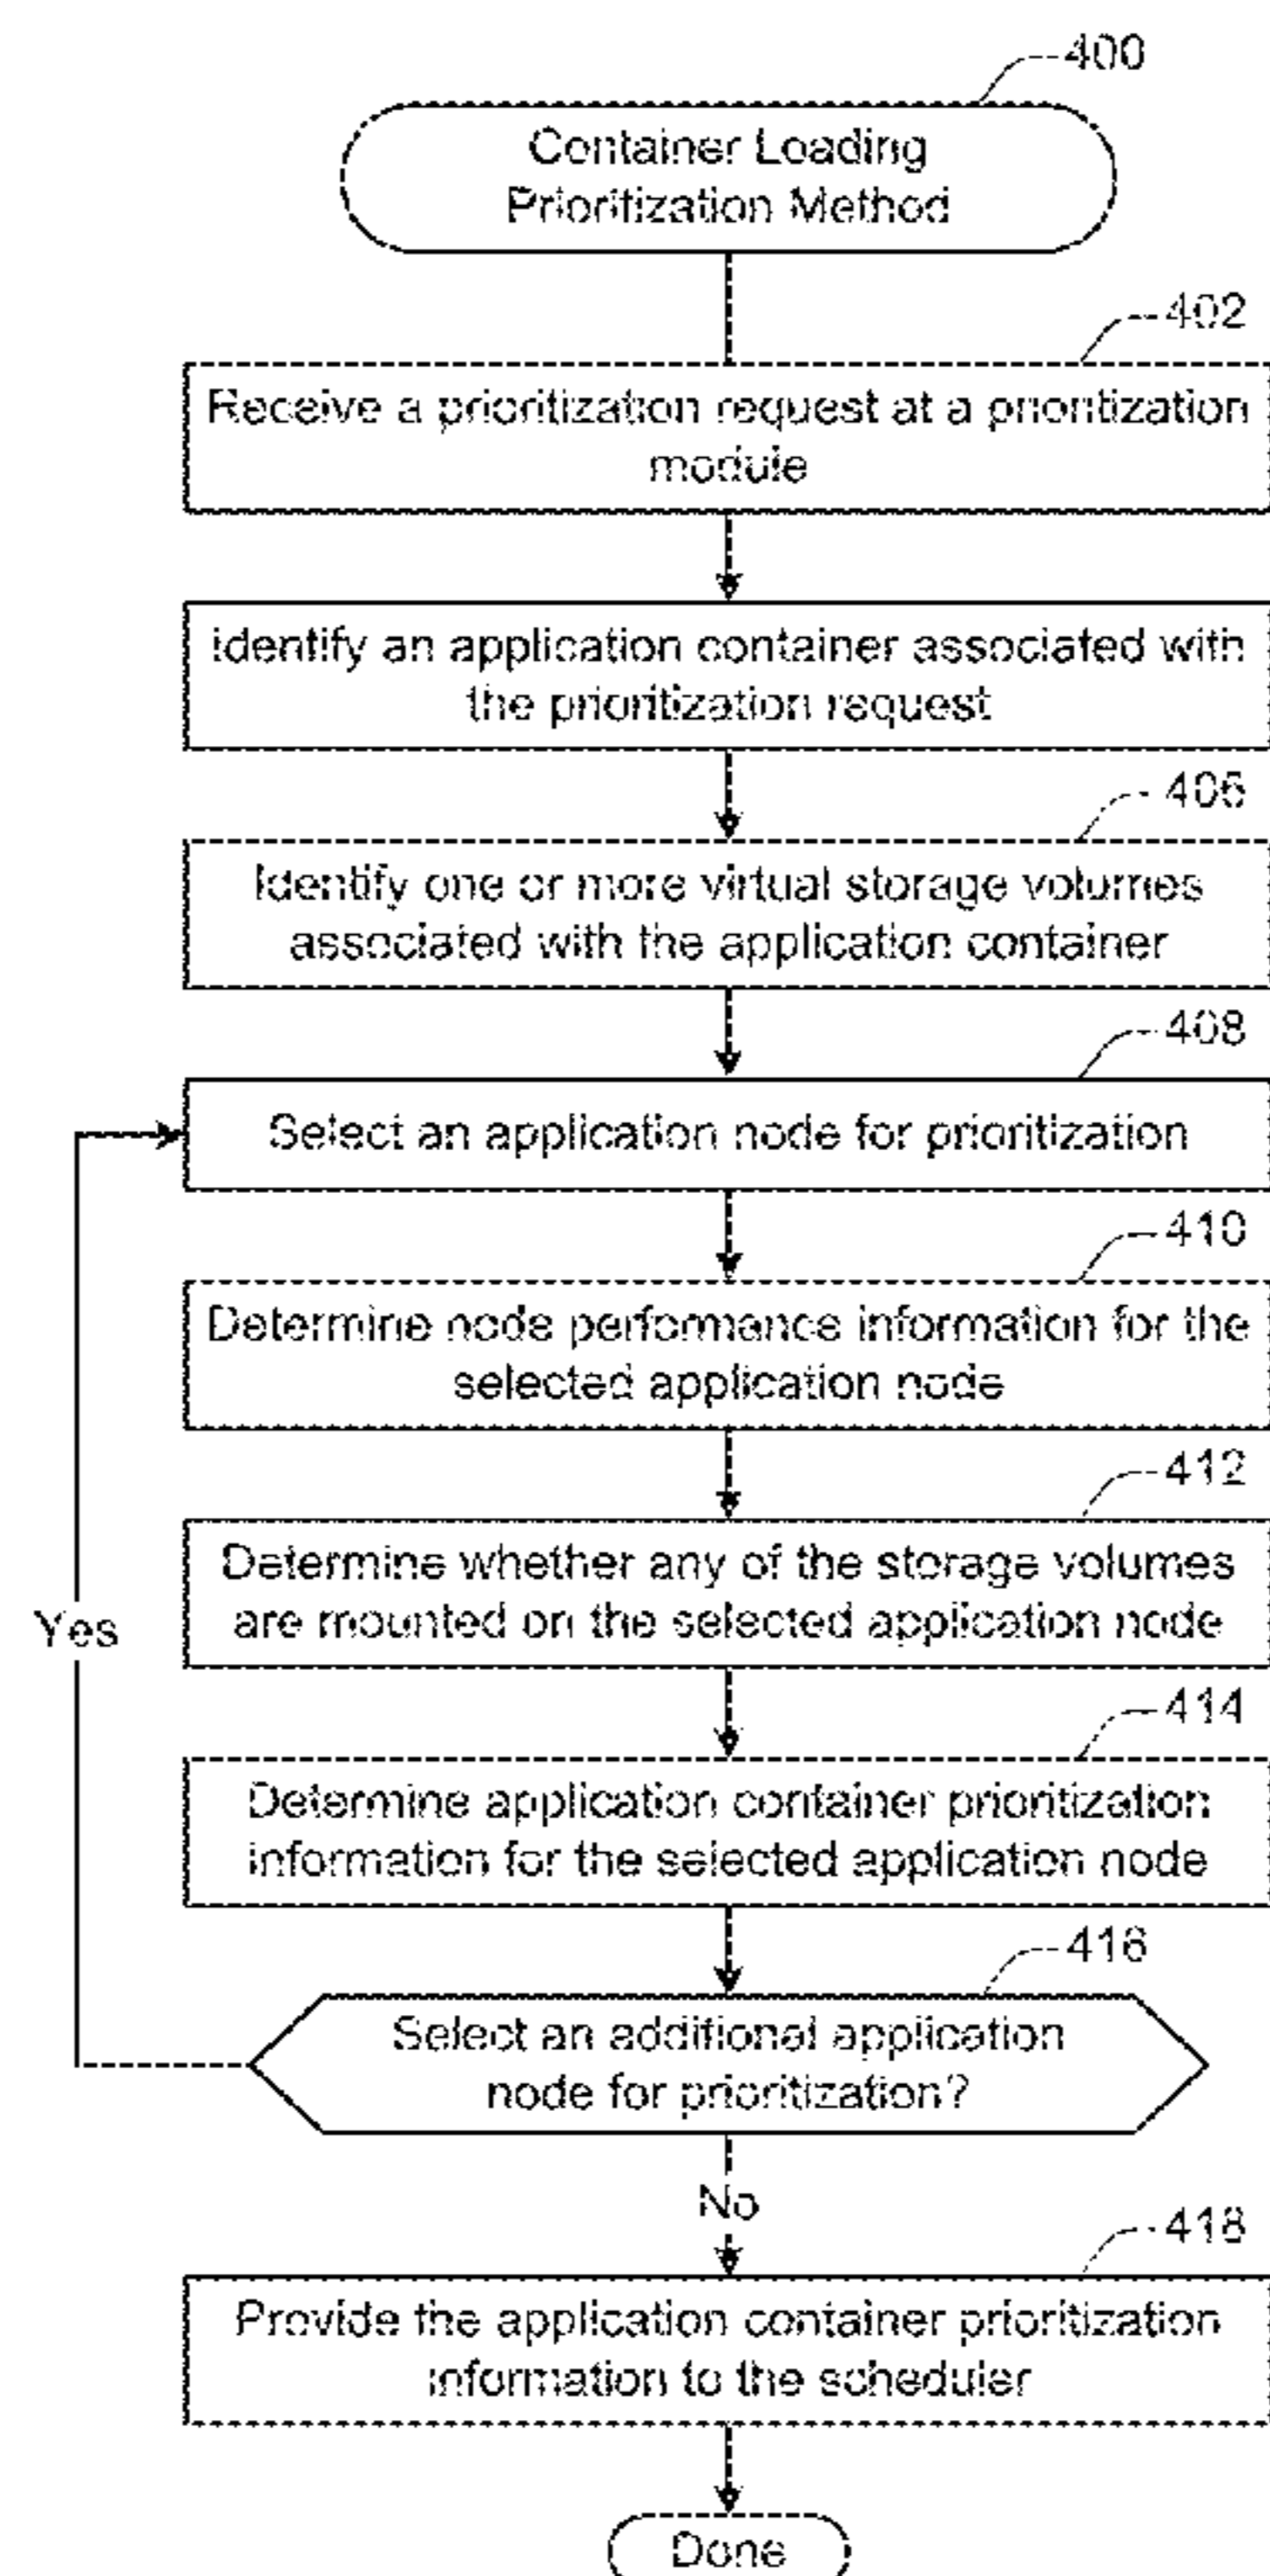 400
Container Loading
Prioritization Method
402
Receive a prioritization request at a prioritization
module
Identify an application container associated with
the prioritization request
406
Identify one or more virtual storage volumes
associated with the application container
408
Select an application node for prioritization
410
Determine node performance information for the
selected application node
412
Determine whether any of the storage volumes
are mounted on the selected application node
Yes
414
Determine application container prioritization
information for the selected application node
416
Select an additional application
node for prioritization?
No
418
Provide the application container prioritization
information to the scheduler
Done